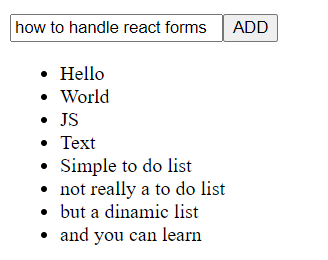 how to handle react forms ADD
Hello
World
JS
Text
Simple to do list
not really a to do list
but a dinamic list
and you can learn